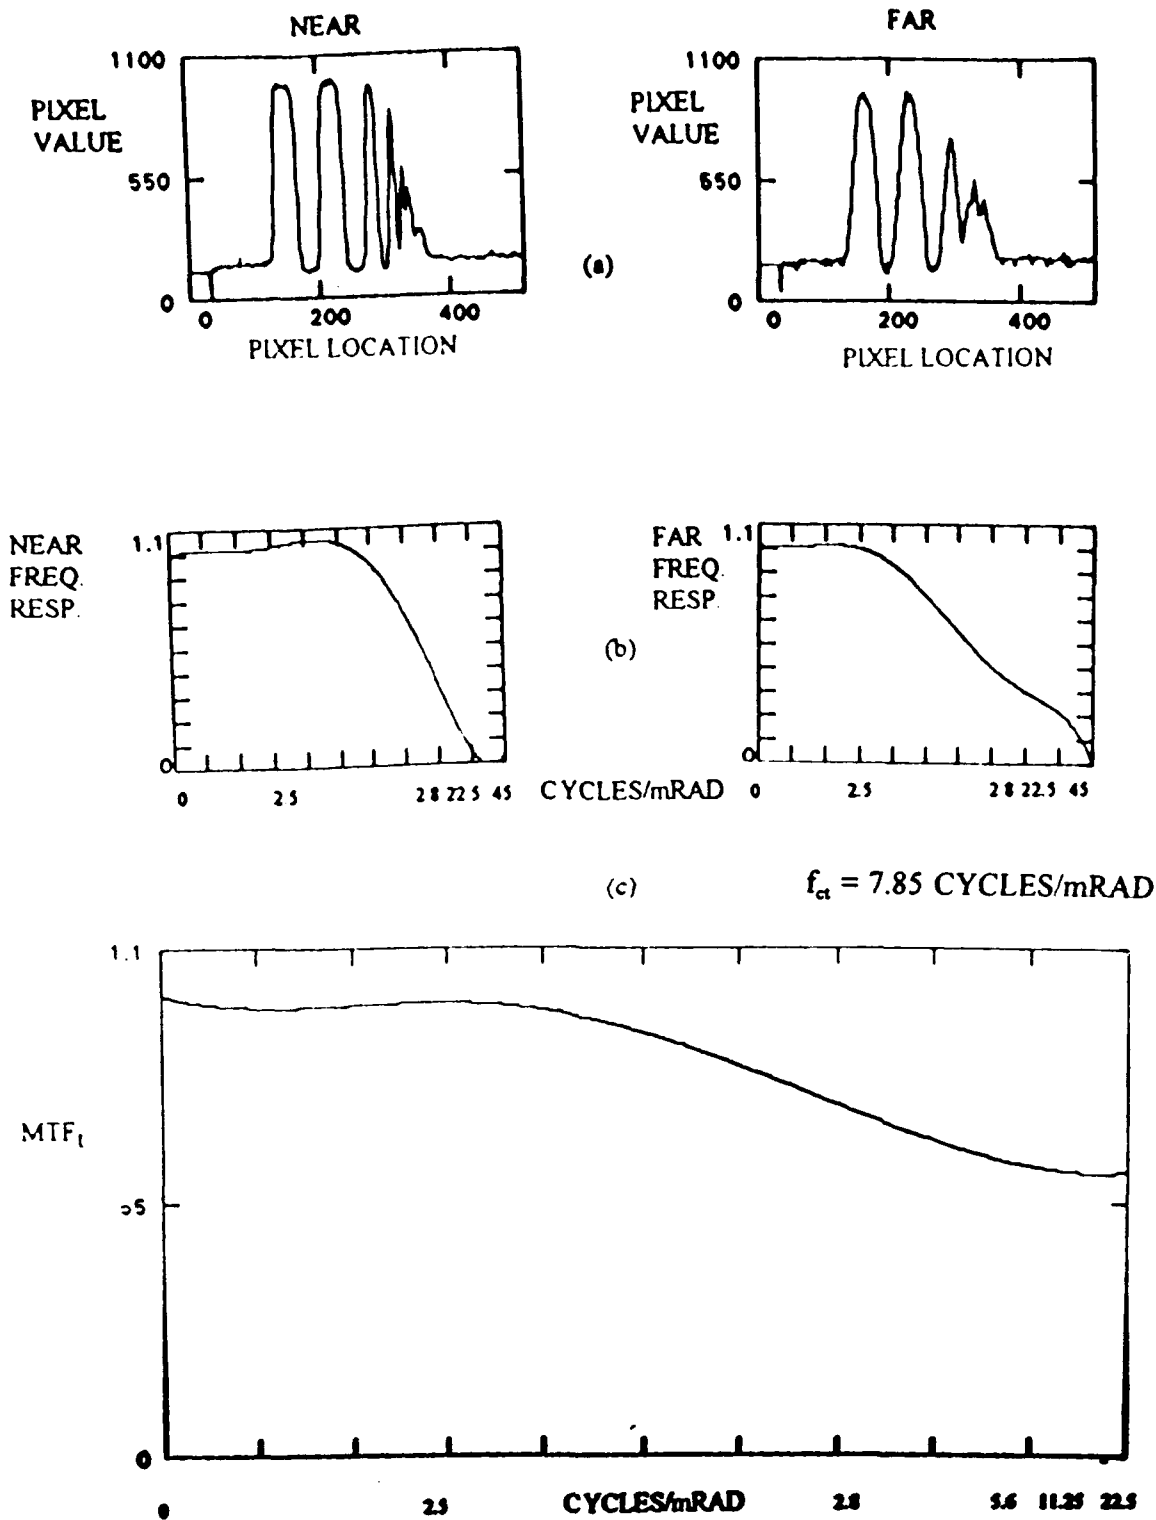 NEAR
FAR
1100
PIXEL
VALUE
550
0
0 200 400
PIXEL LOCATION
1100
PIXEL
VALUE
550
0
0 200 400
PIXEL LOCATION
(a)
NEAR
FREQ.
RESP.
1.1
0
0 2 5 2 8 22 5 45
CYCLES/mRAD
FAR
FREQ.
RESP.
1.1
0
0 2.5 2 8 22.5 45
(b)
(c)
f_ct = 7.85 CYCLES/mRAD
1.1
MTF_t
0
0 2.5 CYCLES/mRAD 2.8 5.6 11.25 22.5